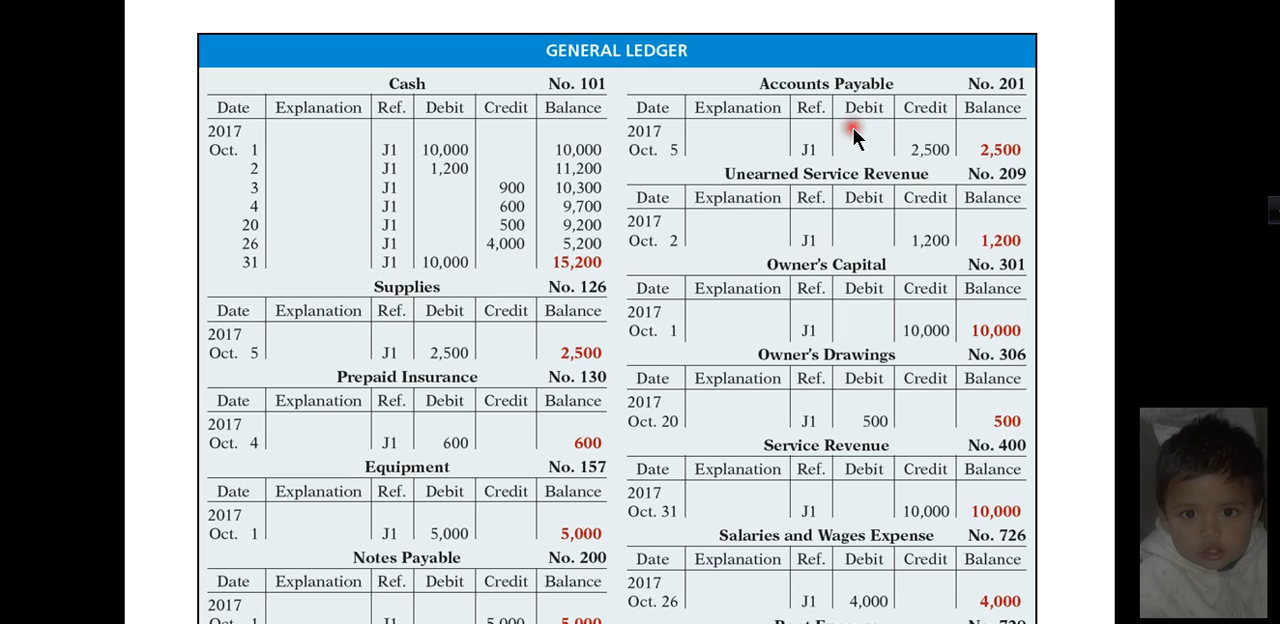 GENERAL LEDGER
Cash No. 101
Date Explanation Ref. Debit Credit Balance
2017
Oct. 1 J1 10,000 10,000
2 J1 1,200 11,200
3 J1 900 10,300
4 J1 600 9,700
20 J1 500 9,200
26 J1 4,000 5,200
31 J1 10,000 15,200
Supplies No. 126
Date Explanation Ref. Debit Credit Balance
2017
Oct. 5 J1 2,500 2,500
Prepaid Insurance No. 130
Date Explanation Ref. Debit Credit Balance
2017
Oct. 4 J1 600 600
Equipment No. 157
Date Explanation Ref. Debit Credit Balance
2017
Oct. 1 J1 5,000 5,000
Notes Payable No. 200
Date Explanation Ref. Debit Credit Balance
2017
Oct. 1 J1 5,000 5,000
Accounts Payable No. 201
Date Explanation Ref. Debit Credit Balance
2017
Oct. 5 J1 2,500 2,500
Unearned Service Revenue No. 209
Date Explanation Ref. Debit Credit Balance
2017
Oct. 2 J1 1,200 1,200
Owner's Capital No. 301
Date Explanation Ref. Debit Credit Balance
2017
Oct. 1 J1 10,000 10,000
Owner's Drawings No. 306
Date Explanation Ref. Debit Credit Balance
2017
Oct. 20 J1 500 500
Service Revenue No. 400
Date Explanation Ref. Debit Credit Balance
2017
Oct. 31 J1 10,000 10,000
Salaries and Wages Expense No. 726
Date Explanation Ref. Debit Credit Balance
2017
Oct. 26 J1 4,000 4,000